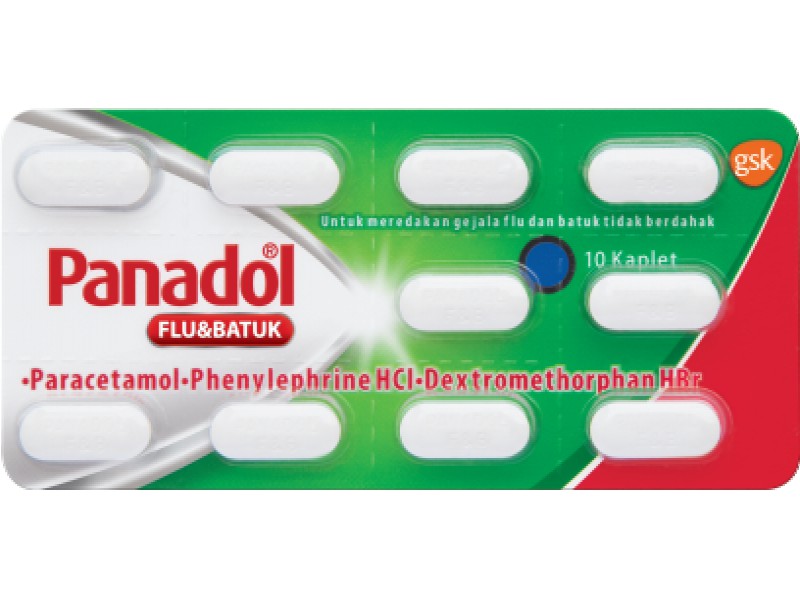 gsk
Untuk meredakan gejala flu dan batuk tidak berdahak
Panadol®
10 Kaplet
FLU&BATUK
•Paracetamol•Phenylephrine HCl•Dextromethorphan HBr